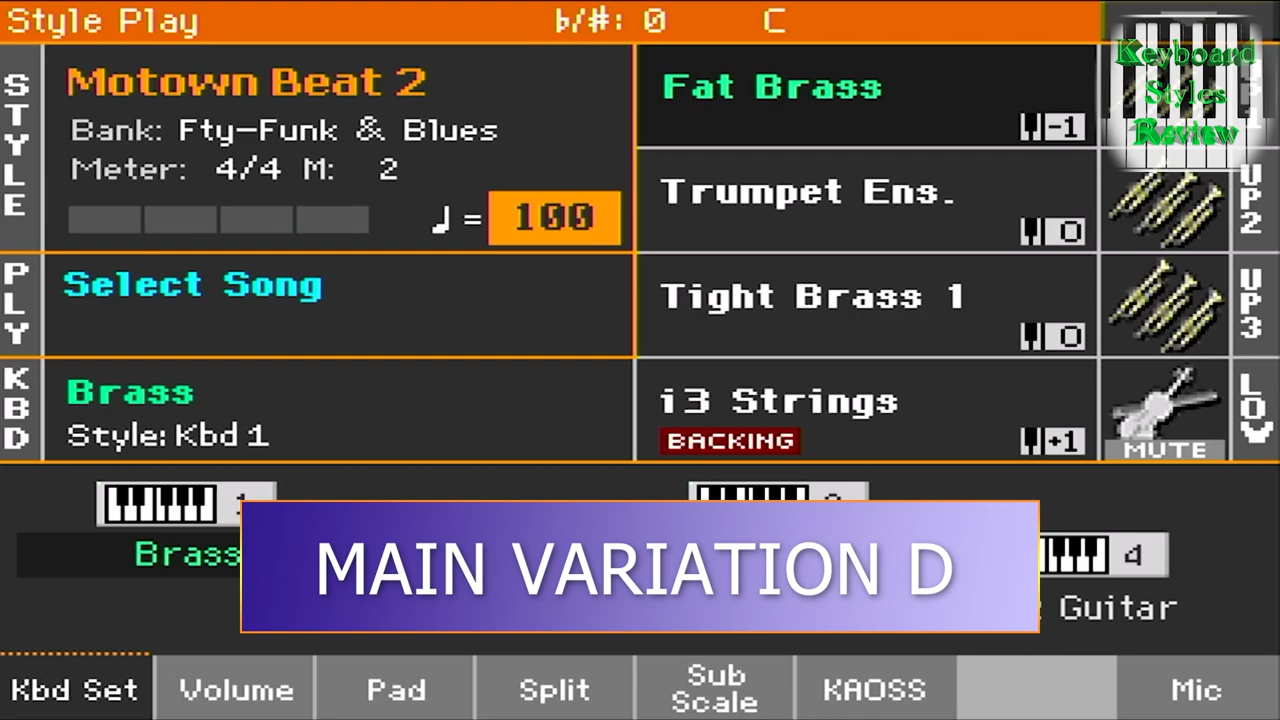 Style Play
b/#: 0
C
Keyboard
Styles
Review
STYLE
Motown Beat 2
Bank: Fty-Funk & Blues
Meter: 4/4 M: 2
♩ = 100
PLY
Select Song
KBD
Brass
Style: Kbd 1
Fat Brass
-1
Trumpet Ens.
0
UP2
Tight Brass 1
0
UP3
i3 Strings
BACKING
+1
MUTE
LOW
1
Brass
4
Guitar
MAIN VARIATION D
Kbd Set
Volume
Pad
Split
Sub
Scale
KAOSS
Mic